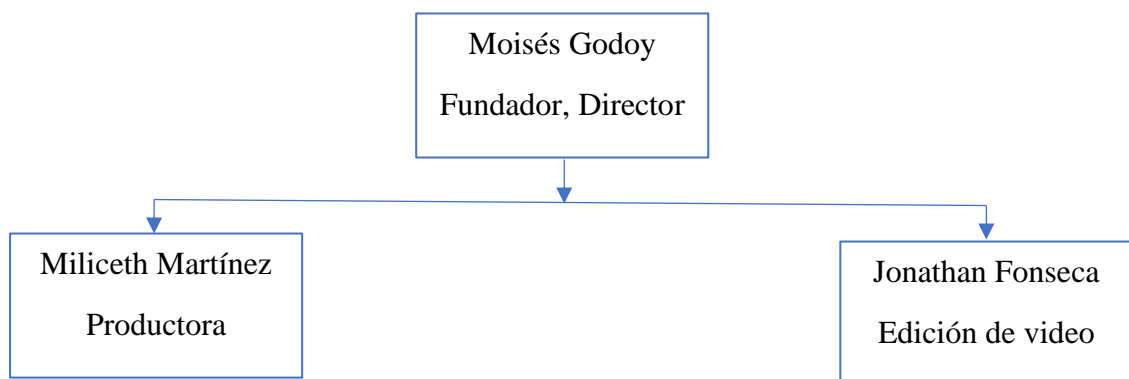 Moisés Godoy
Fundador, Director
Miliceth Martínez
Productora
Jonathan Fonseca
Edición de video